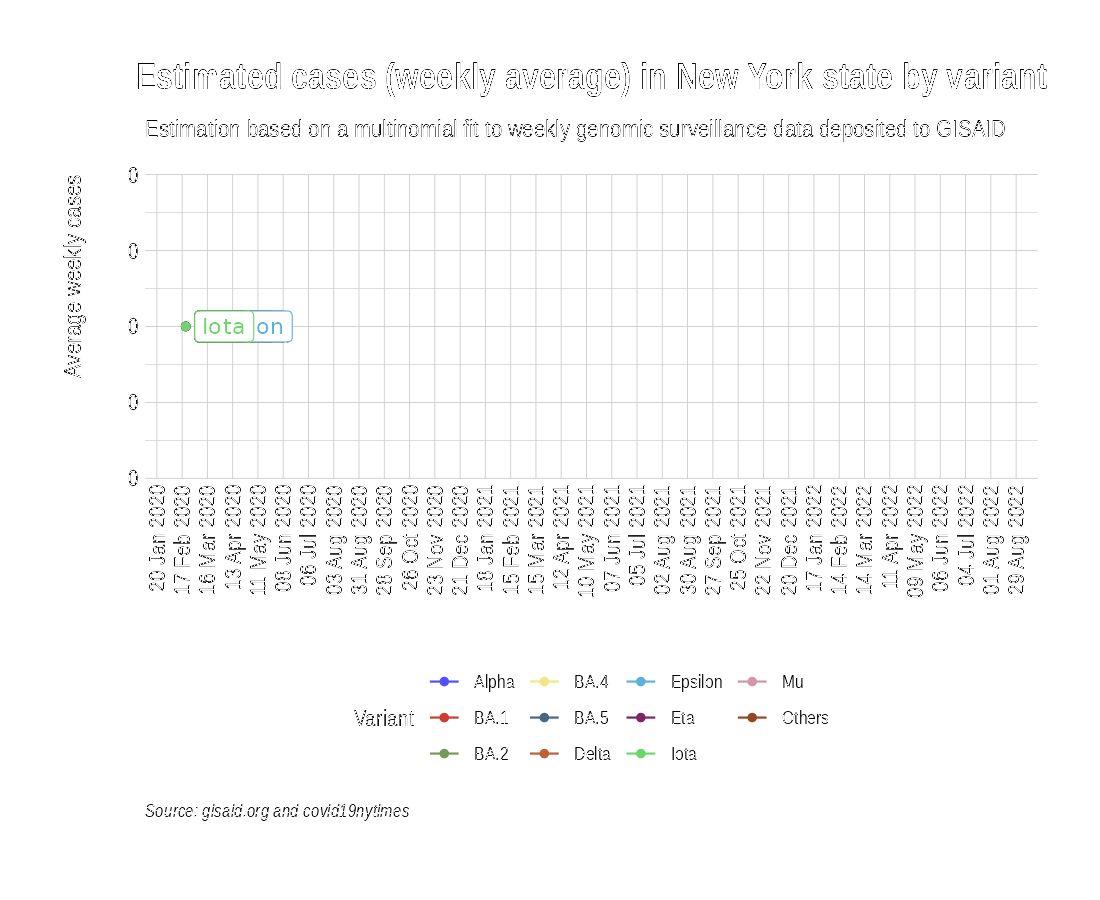 Estimated cases (weekly average) in New York state by variant
Estimation based on a multinomial fit to weekly genomic surveillance data deposited to GISAID
Average weekly cases
0
0
0
0
0
Iota
on
20 Jan 2020
17 Feb 2020
16 Mar 2020
13 Apr 2020
11 May 2020
08 Jun 2020
06 Jul 2020
03 Aug 2020
31 Aug 2020
28 Sep 2020
26 Oct 2020
23 Nov 2020
21 Dec 2020
18 Jan 2021
15 Feb 2021
15 Mar 2021
12 Apr 2021
10 May 2021
07 Jun 2021
05 Jul 2021
02 Aug 2021
30 Aug 2021
27 Sep 2021
25 Oct 2021
22 Nov 2021
20 Dec 2021
17 Jan 2022
14 Feb 2022
14 Mar 2022
11 Apr 2022
09 May 2022
06 Jun 2022
04 Jul 2022
01 Aug 2022
29 Aug 2022
Variant
Alpha
BA.1
BA.2
BA.4
BA.5
Delta
Epsilon
Eta
Iota
Mu
Others
Source: gisaid.org and covid19nytimes